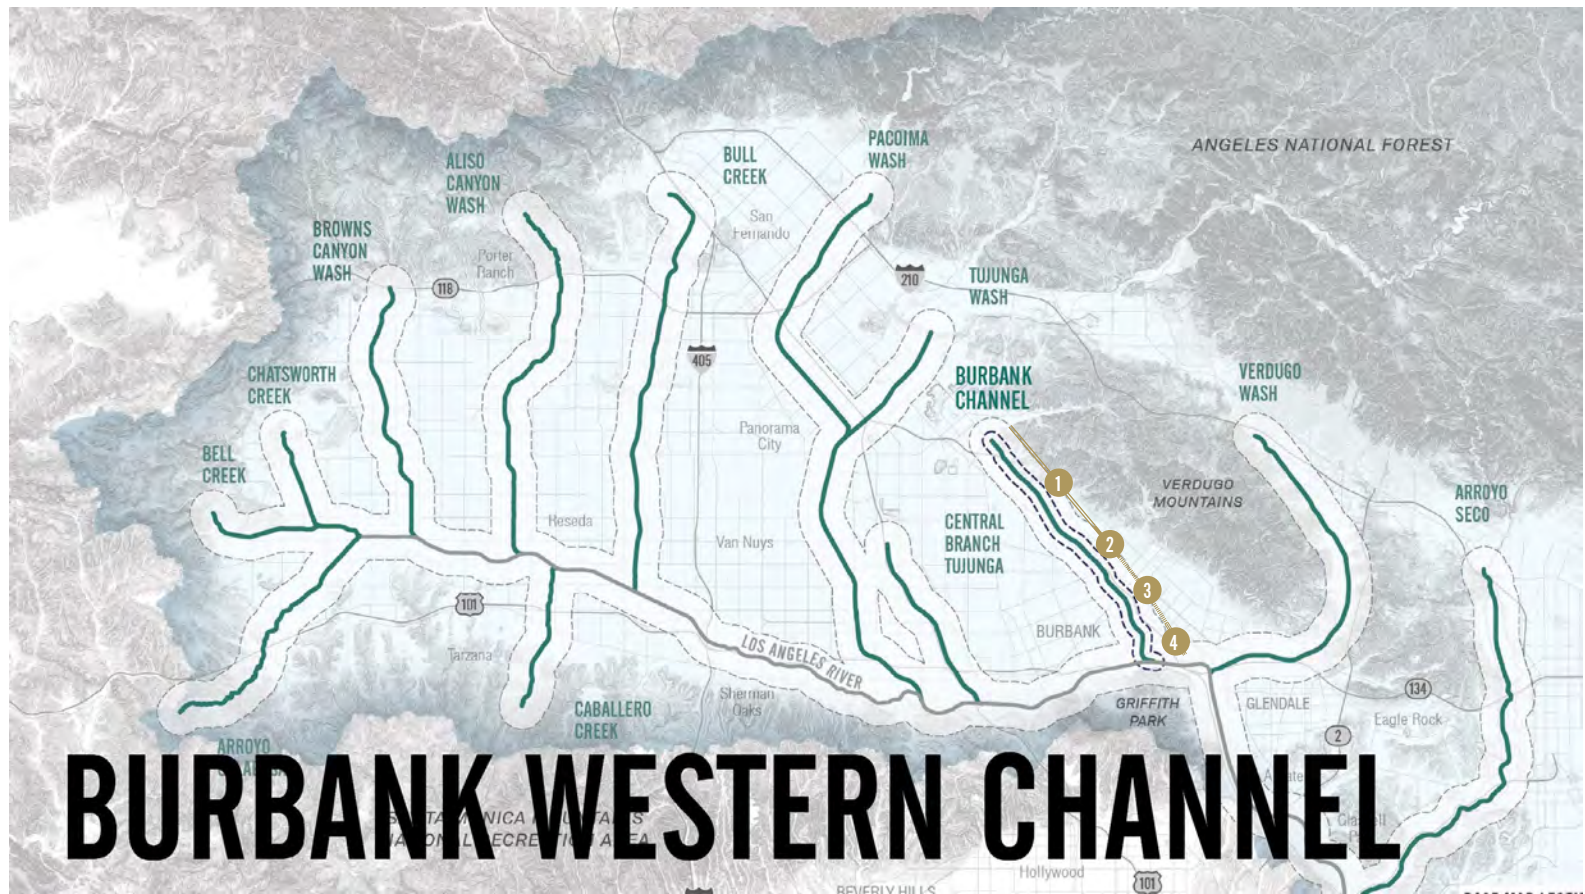 ANGELES NATIONAL FOREST
PACOIMA
WASH
BULL
CREEK
ALISO
CANYON
WASH
BROWNS
CANYON
WASH
San
Fernando
Porter
Ranch
118
210
TUJUNGA
WASH
405
CHATSWORTH
CREEK
BURBANK
CHANNEL
VERDUGO
WASH
BELL
CREEK
Panorama
City
1
VERDUGO
MOUNTAINS
ARROYO
SECO
Reseda
Van Nuys
CENTRAL
BRANCH
TUJUNGA
2
3
101
BURBANK
4
Tarzana
LOS ANGELES RIVER
Sherman
Oaks
CABALLERO
CREEK
GRIFFITH
PARK
GLENDALE
134
Eagle Rock
2
ARROYO
BURBANK WESTERN CHANNEL
Hollywood
101
BEVERLY HILLS